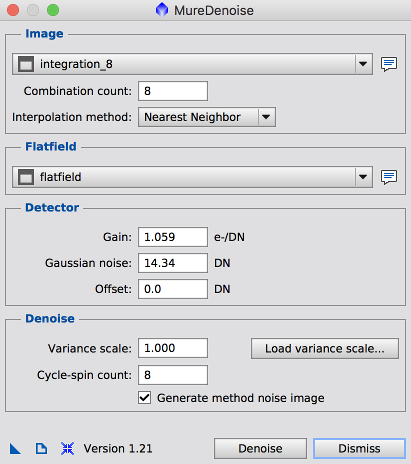 MureDenoise
Image
integration_8
Combination count: 8
Interpolation method: Nearest Neighbor
Flatfield
flatfield
Detector
Gain: 1.059 e-/DN
Gaussian noise: 14.34 DN
Offset: 0.0 DN
Denoise
Variance scale: 1.000 Load variance scale...
Cycle-spin count: 8
Generate method noise image
Version 1.21 Denoise Dismiss